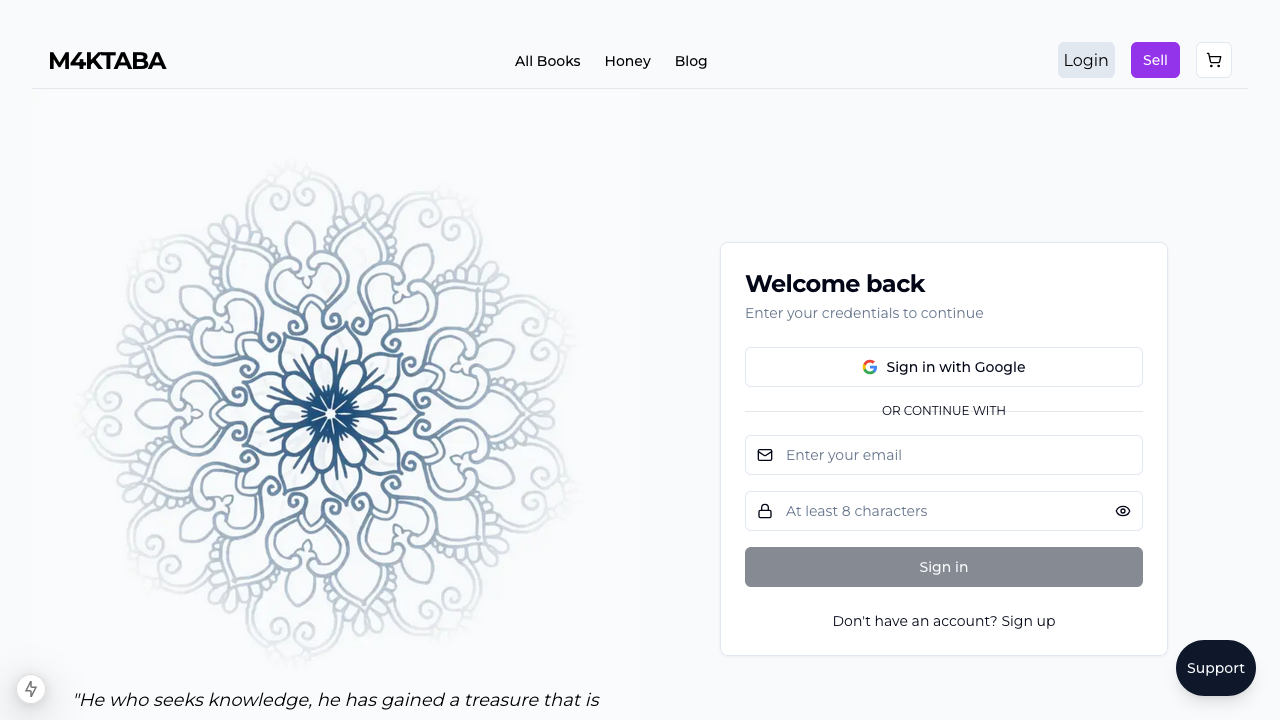 M4KTABA
All Books Honey Blog
Login Sell
Welcome back
Enter your credentials to continue
Sign in with Google
OR CONTINUE WITH
Enter your email
At least 8 characters
Sign in
Don't have an account? Sign up
Support
"He who seeks knowledge, he has gained a treasure that is